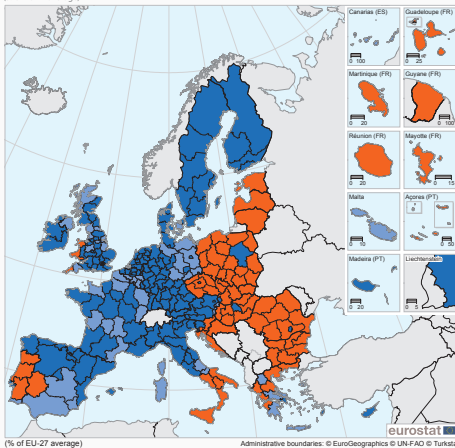 Canarias (ES)
0 100
Guadeloupe (FR)
0 25
Martinique (FR)
0 20
Guyane (FR)
0 100
Réunion (FR)
0 20
Mayotte (FR)
0 15
Malta
0 10
Açores (PT)
0 50
Madeira (PT)
0 20
Liechtenstein
0 5
eurostat
(% of EU-27 average)
Administrative boundaries: © EuroGeographics © UN-FAO © Turkstat